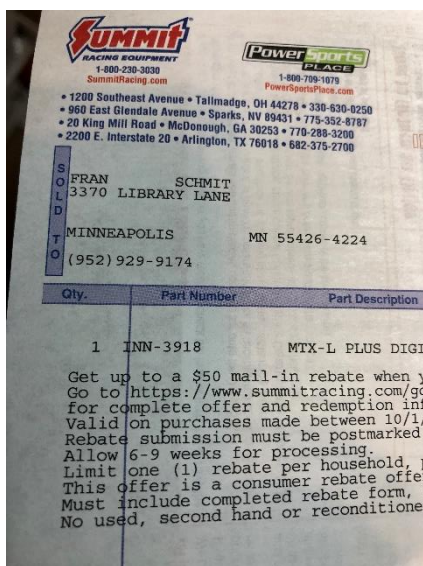 SUMMIT
RACING EQUIPMENT
1-800-230-3030
SummitRacing.com
PowerSports
PLACE
1-800-709-1079
PowerSportsPlace.com
• 1200 Southeast Avenue • Tallmadge, OH 44278 • 330-630-0250
• 960 East Glendale Avenue • Sparks, NV 89431 • 775-352-8787
• 20 King Mill Road • McDonough, GA 30253 • 770-288-3200
• 2200 E. Interstate 20 • Arlington, TX 76018 • 682-375-2700
SOLD TO
FRAN SCHMIT
3370 LIBRARY LANE
MINNEAPOLIS MN 55426-4224
(952)929-9174
Qty. Part Number Part Description
1 INN-3918 MTX-L PLUS DIGI
Get up to a $50 mail-in rebate when
Go to https://www.summitracing.com/go
for complete offer and redemption inf
Valid on purchases made between 10/1/
Rebate submission must be postmarked
Allow 6-9 weeks for processing.
Limit one (1) rebate per household,
This offer is a consumer rebate offe
Must include completed rebate form,
No used, second hand or reconditione